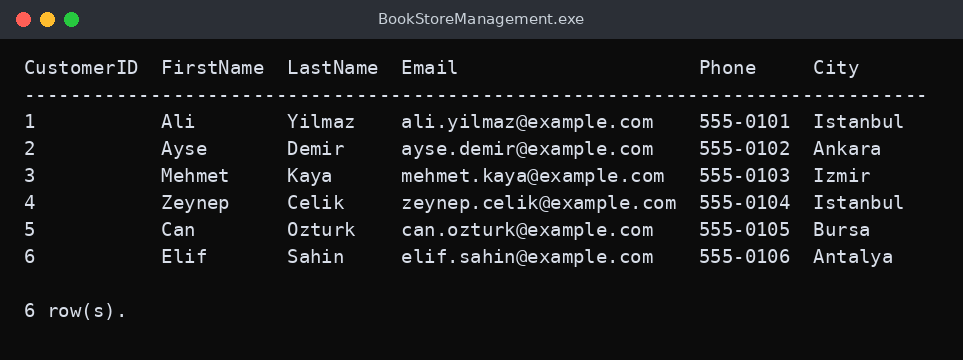 BookStoreManagement.exe
CustomerID  FirstName  LastName  Email                     Phone     City
-------------------------------------------------------------------------------
1           Ali        Yilmaz    ali.yilmaz@example.com    555-0101  Istanbul
2           Ayse       Demir     ayse.demir@example.com    555-0102  Ankara
3           Mehmet     Kaya      mehmet.kaya@example.com   555-0103  Izmir
4           Zeynep     Celik     zeynep.celik@example.com  555-0104  Istanbul
5           Can        Ozturk    can.ozturk@example.com    555-0105  Bursa
6           Elif       Sahin     elif.sahin@example.com    555-0106  Antalya
6 row(s).